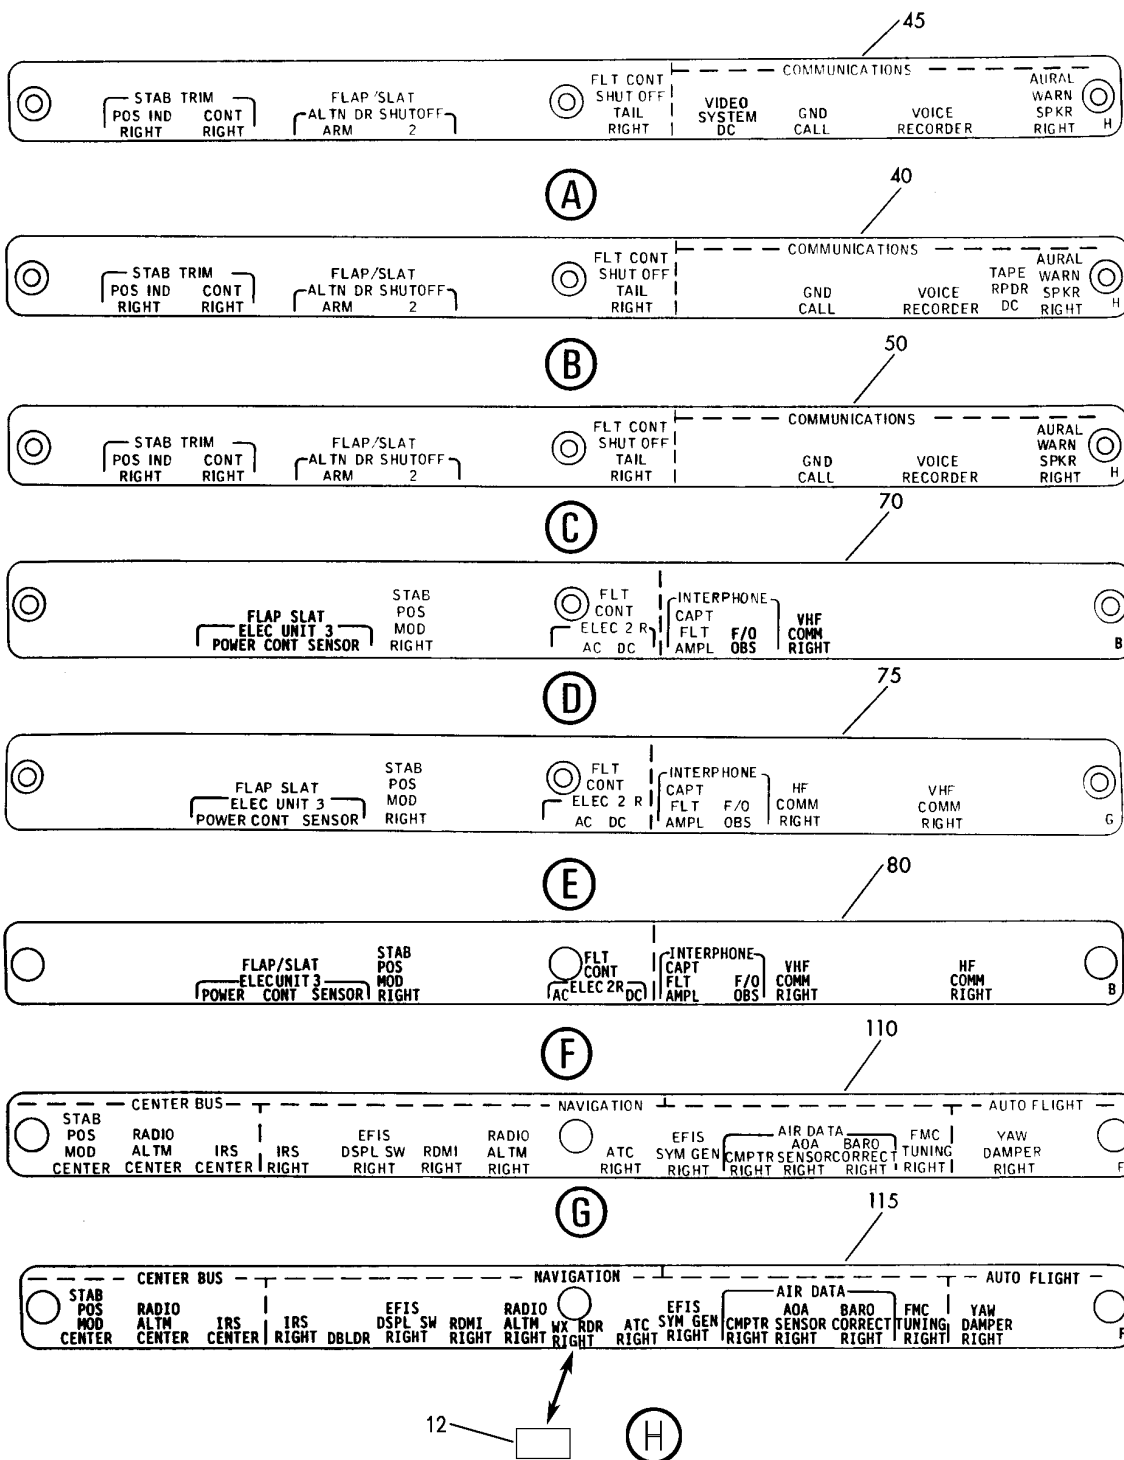 45
COMMUNICATIONS
STAB TRIM
POS IND CONT
RIGHT RIGHT
FLAP/SLAT
ALTN DR SHUTOFF
ARM 2
FLT CONT
SHUT OFF
TAIL
RIGHT
VIDEO
SYSTEM
DC
GND
CALL
VOICE
RECORDER
AURAL
WARN
SPKR
RIGHT
H
A
40
COMMUNICATIONS
STAB TRIM
POS IND CONT
RIGHT RIGHT
FLAP/SLAT
ALTN DR SHUTOFF
ARM 2
FLT CONT
SHUT OFF
TAIL
RIGHT
GND
CALL
VOICE
RECORDER
TAPE
RPDR
DC
AURAL
WARN
SPKR
RIGHT
H
B
50
COMMUNICATIONS
STAB TRIM
POS IND CONT
RIGHT RIGHT
FLAP/SLAT
ALTN DR SHUTOFF
ARM 2
FLT CONT
SHUT OFF
TAIL
RIGHT
GND
CALL
VOICE
RECORDER
AURAL
WARN
SPKR
RIGHT
H
C
70
FLAP SLAT
ELEC UNIT 3
POWER CONT SENSOR
STAB
POS
MOD
RIGHT
FLT
CONT
ELEC 2 R
AC DC
INTERPHONE
CAPT
FLT F/O
AMPL OBS
VHF
COMM
RIGHT
B
D
75
FLAP SLAT
ELEC UNIT 3
POWER CONT SENSOR
STAB
POS
MOD
RIGHT
FLT
CONT
ELEC 2 R
AC DC
INTERPHONE
CAPT
FLT F/O
AMPL OBS
HF
COMM
RIGHT
VHF
COMM
RIGHT
G
E
80
FLAP/SLAT
ELEC UNIT 3
POWER CONT SENSOR
STAB
POS
MOD
RIGHT
FLT
CONT
ELEC 2R
AC DC
INTERPHONE
CAPT
FLT F/O
AMPL OBS
VHF
COMM
RIGHT
HF
COMM
RIGHT
B
F
110
CENTER BUS NAVIGATION AUTO FLIGHT
STAB
POS
MOD
CENTER
RADIO
ALTM
CENTER
IRS
CENTER
IRS
RIGHT
EFIS
DSPL SW
RIGHT
RDMI
RIGHT
RADIO
ALTM
RIGHT
ATC
RIGHT
EFIS
SYM GEN
RIGHT
AIR DATA
CMPTR
RIGHT
AOA
SENSOR
RIGHT
BARO
CORRECT
RIGHT
FMC
TUNING
RIGHT
YAW
DAMPER
RIGHT
F
G
115
CENTER BUS NAVIGATION AUTO FLIGHT
STAB
POS
MOD
CENTER
RADIO
ALTM
CENTER
IRS
CENTER
IRS
RIGHT
DBLDR
EFIS
DSPL SW
RIGHT
RDMI
RIGHT
RADIO
ALTM
RIGHT
WX RDR
RIGHT
ATC
RIGHT
EFIS
SYM GEN
RIGHT
AIR DATA
CMPTR
RIGHT
AOA
SENSOR
RIGHT
BARO
CORRECT
RIGHT
FMC
TUNING
RIGHT
YAW
DAMPER
RIGHT
F
12
H